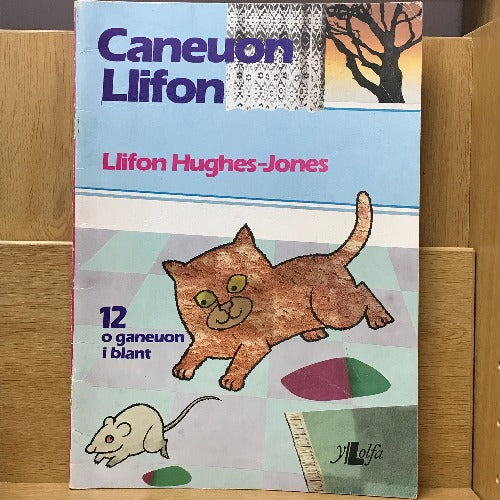 Caneuon
Llifon
Llifon Hughes-Jones
12
o ganeuon
i blant
y Lolfa